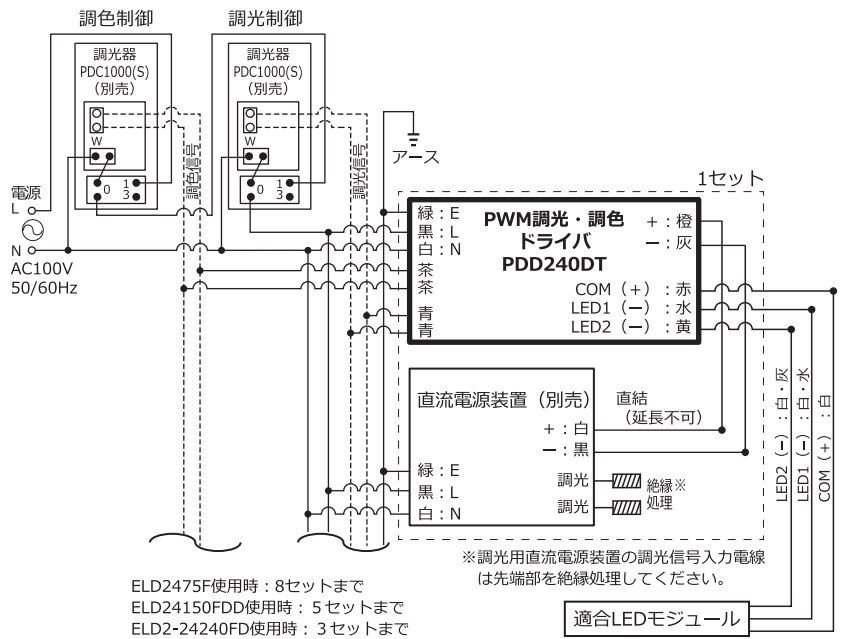 調色制御
調光制御
調光器
PDC1000(S)
(別売)
W
0
1
3
調色信号
調光器
PDC1000(S)
(別売)
W
0
1
3
調光信号
アース
電源
L
N
AC100V
50/60Hz
1セット
PWM調光・調色
ドライバ
PDD240DT
緑:E
黒:L
白:N
茶
茶
青
青
+:橙
−:灰
COM(+):赤
LED1(−):水
LED2(−):黄
直流電源装置(別売)
+:白
−:黒
緑:E
黒:L
白:N
調光
調光
直結
(延長不可)
絶縁※
処理
LED2(−):白・灰
LED1(−):白・水
COM(+):白
※調光用直流電源装置の調光信号入力電線
は先端部を絶縁処理してください。
ELD2475F使用時:8セットまで
ELD24150FDD使用時:5セットまで
ELD2-24240FD使用時:3セットまで
適合LEDモジュール